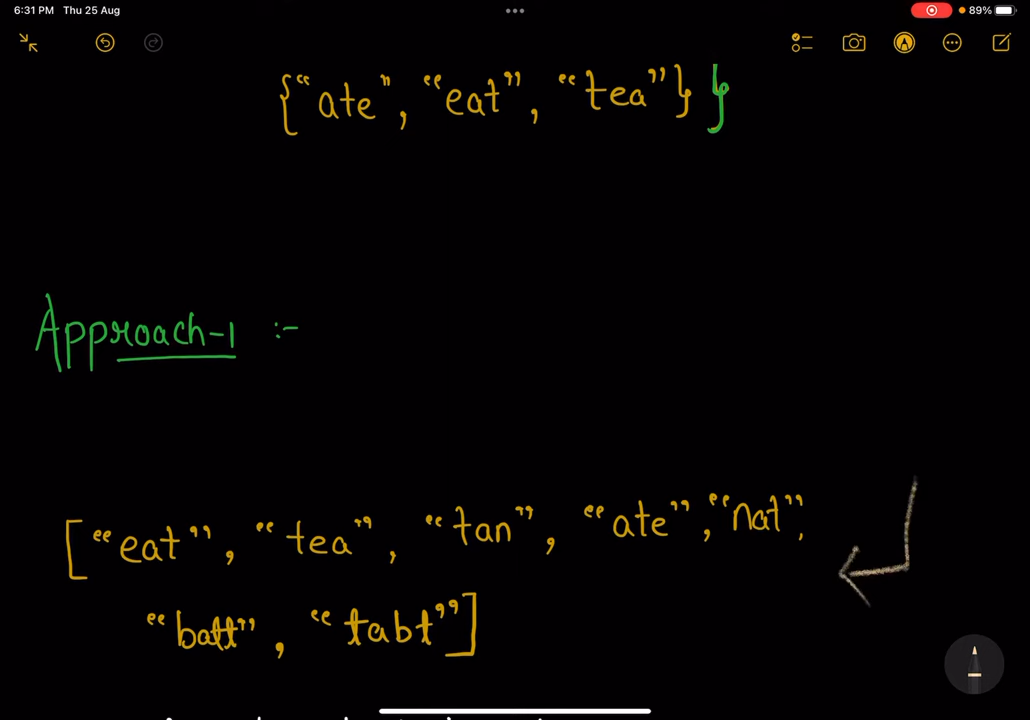 6:31 PM Thu 25 Aug
89%
{"ate", "eat", "tea"} }
Approach-1 :-
["eat", "tea", "tan", "ate", "nat",
"batt", "tabt"]